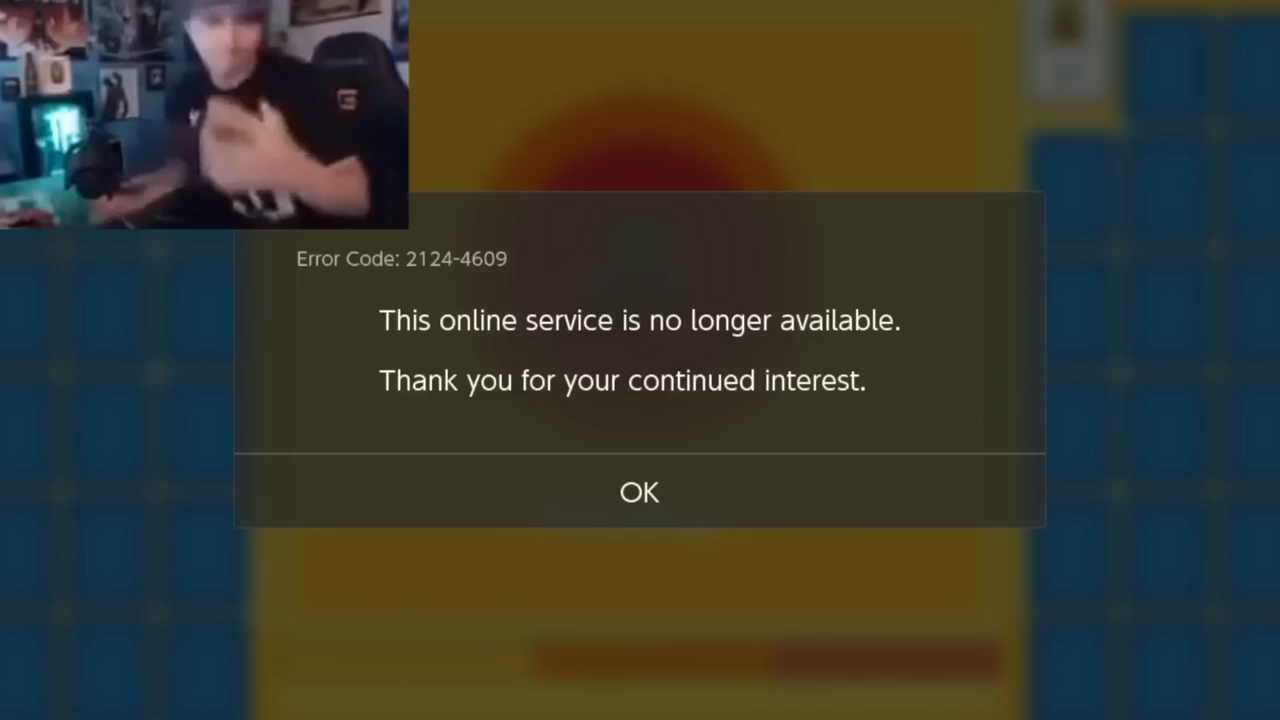 Error Code: 2124-4609
This online service is no longer available.
Thank you for your continued interest.
OK